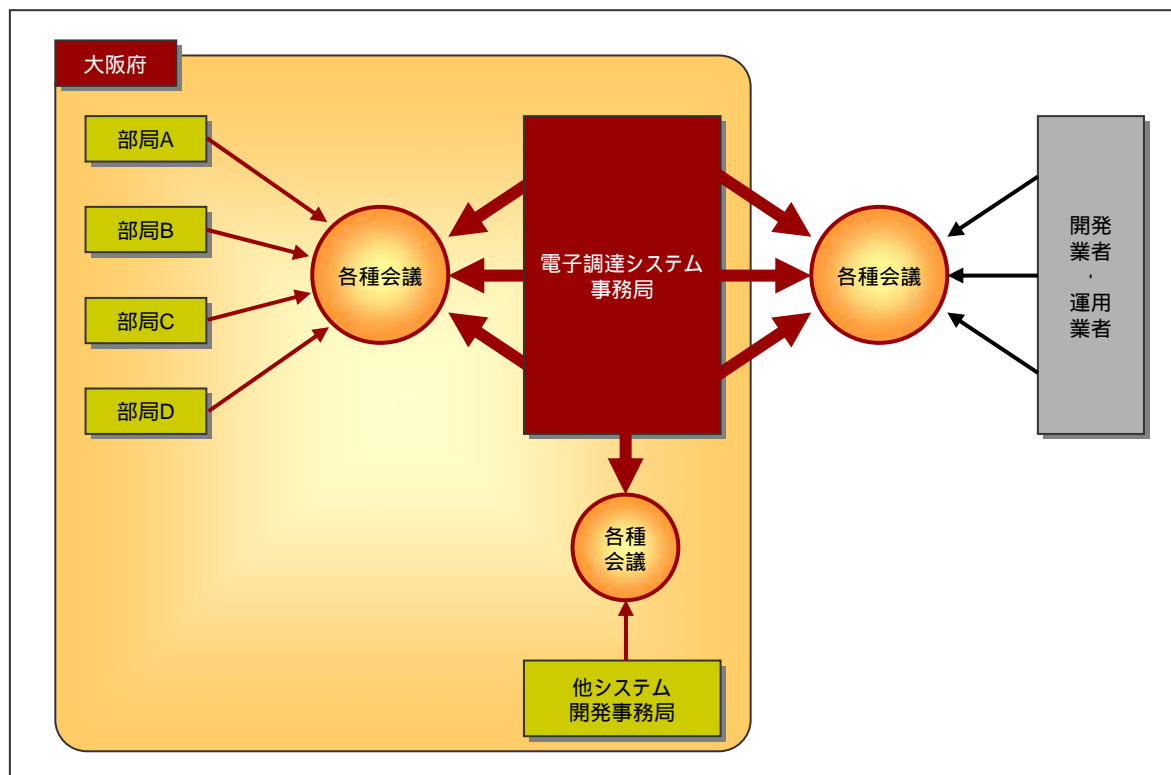 大阪府
部局A
部局B
部局C
部局D
各種会議
電子調達システム
事務局
各種会議
開発
業者
・
運用
業者
各種
会議
他システム
開発事務局